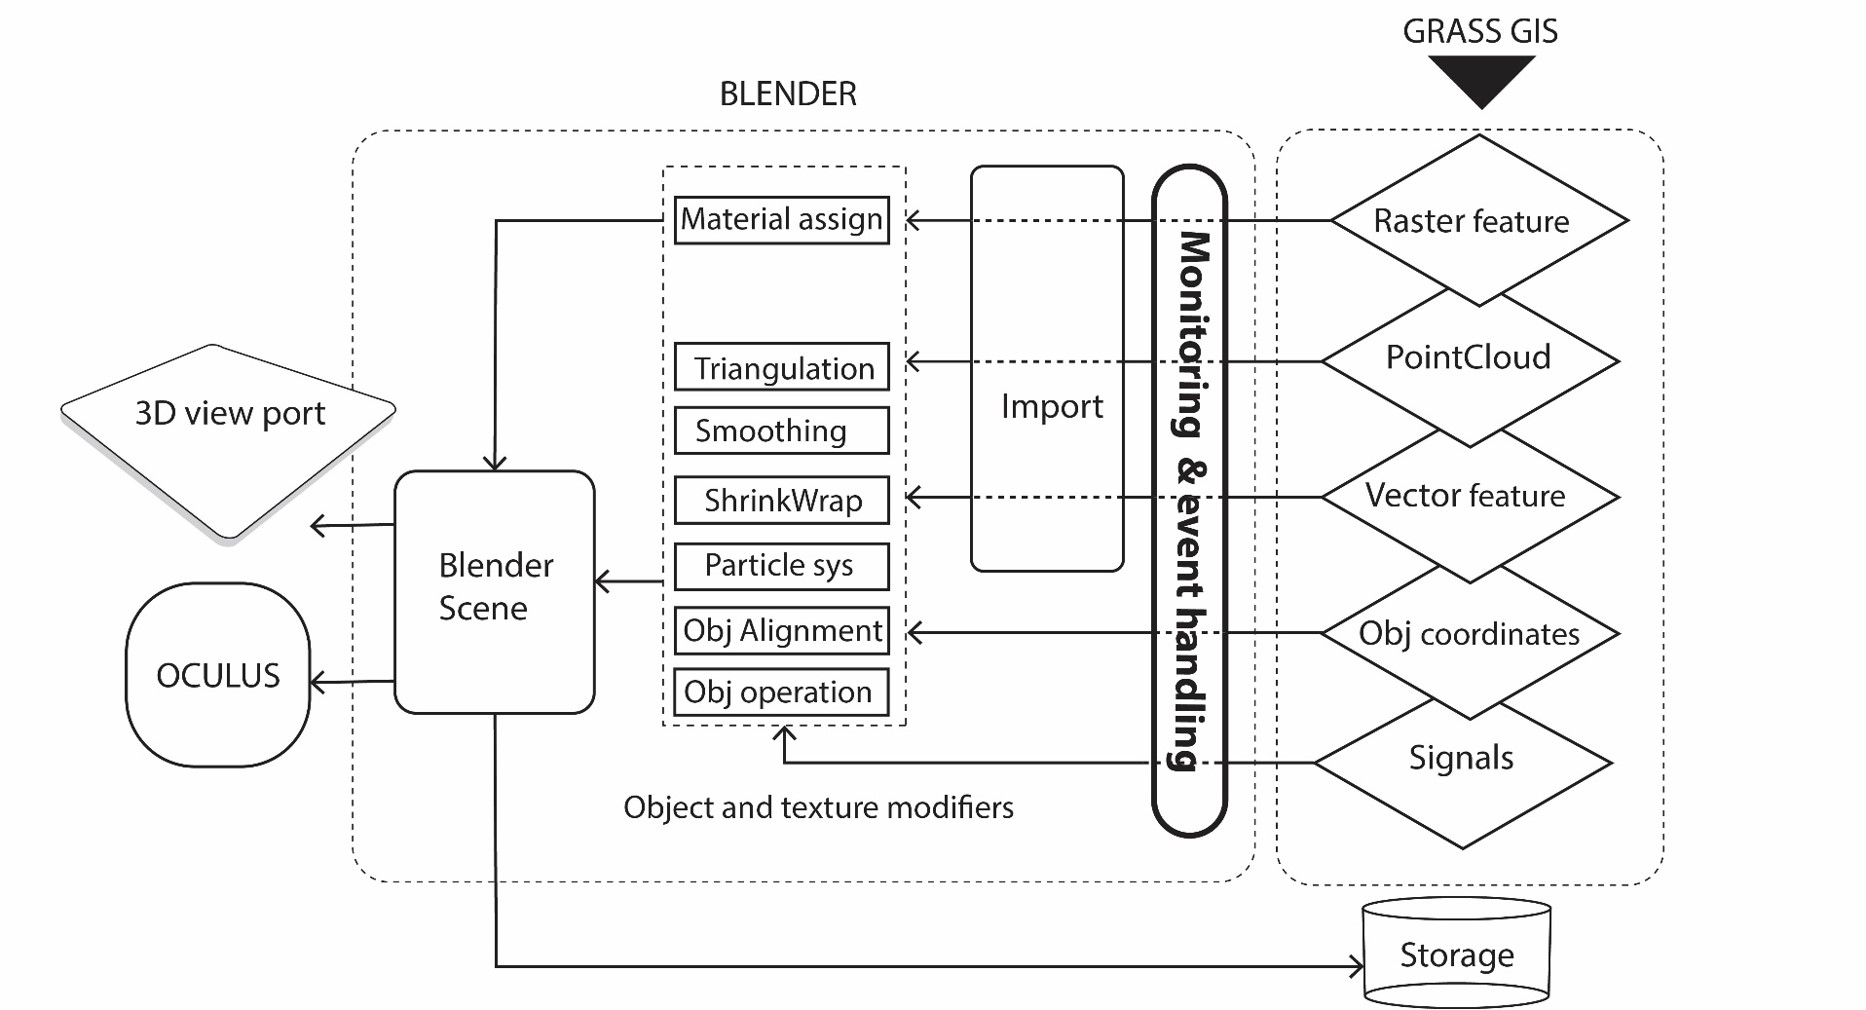 GRASS GIS
BLENDER
Material assign
Raster feature
Triangulation
PointCloud
3D view port
Import
Smoothing
ShrinkWrap
Vector feature
Monitoring & event handling
Blender
Scene
Particle sys
Obj Alignment
Obj coordinates
OCULUS
Obj operation
Signals
Object and texture modifiers
Storage